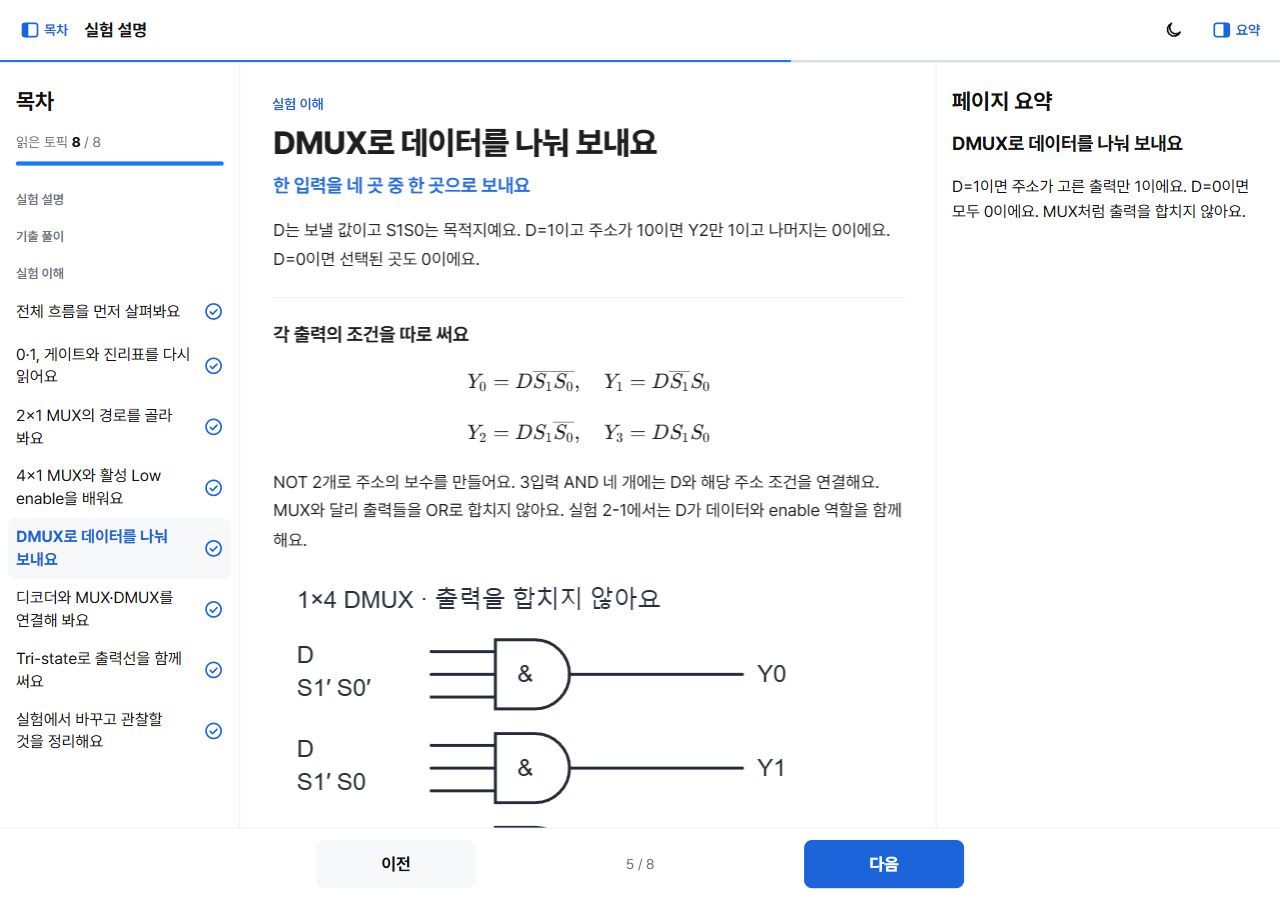 목차
실험 설명
요약
목차
읽은 토픽 8 / 8
실험 설명
기출 풀이
실험 이해
전체 흐름을 먼저 살펴봐요
0·1, 게이트와 진리표를 다시
읽어요
2×1 MUX의 경로를 골라
봐요
4×1 MUX와 활성 Low
enable을 배워요
DMUX로 데이터를 나눠
보내요
디코더와 MUX·DMUX를
연결해 봐요
Tri-state로 출력선을 함께
써요
실험에서 바꾸고 관찰할
것을 정리해요
실험 이해
DMUX로 데이터를 나눠 보내요
한 입력을 네 곳 중 한 곳으로 보내요
D는 보낼 값이고 S1S0는 목적지예요. D=1이고 주소가 10이면 Y2만 1이고 나머지는 0이에요.
D=0이면 선택된 곳도 0이에요.
각 출력의 조건을 따로 써요
Y₀ = DS̅₁S̅₀, Y₁ = DS̅₁S₀
Y₂ = DS₁S̅₀, Y₃ = DS₁S₀
NOT 2개로 주소의 보수를 만들어요. 3입력 AND 네 개에는 D와 해당 주소 조건을 연결해요.
MUX와 달리 출력들을 OR로 합치지 않아요. 실험 2-1에서는 D가 데이터와 enable 역할을 함께
해요.
1×4 DMUX · 출력을 합치지 않아요
D
S1′ S0′
&
Y0
D
S1′ S0
&
Y1
페이지 요약
DMUX로 데이터를 나눠 보내요
D=1이면 주소가 고른 출력만 1이에요. D=0이면
모두 0이에요. MUX처럼 출력을 합치지 않아요.
이전
5 / 8
다음